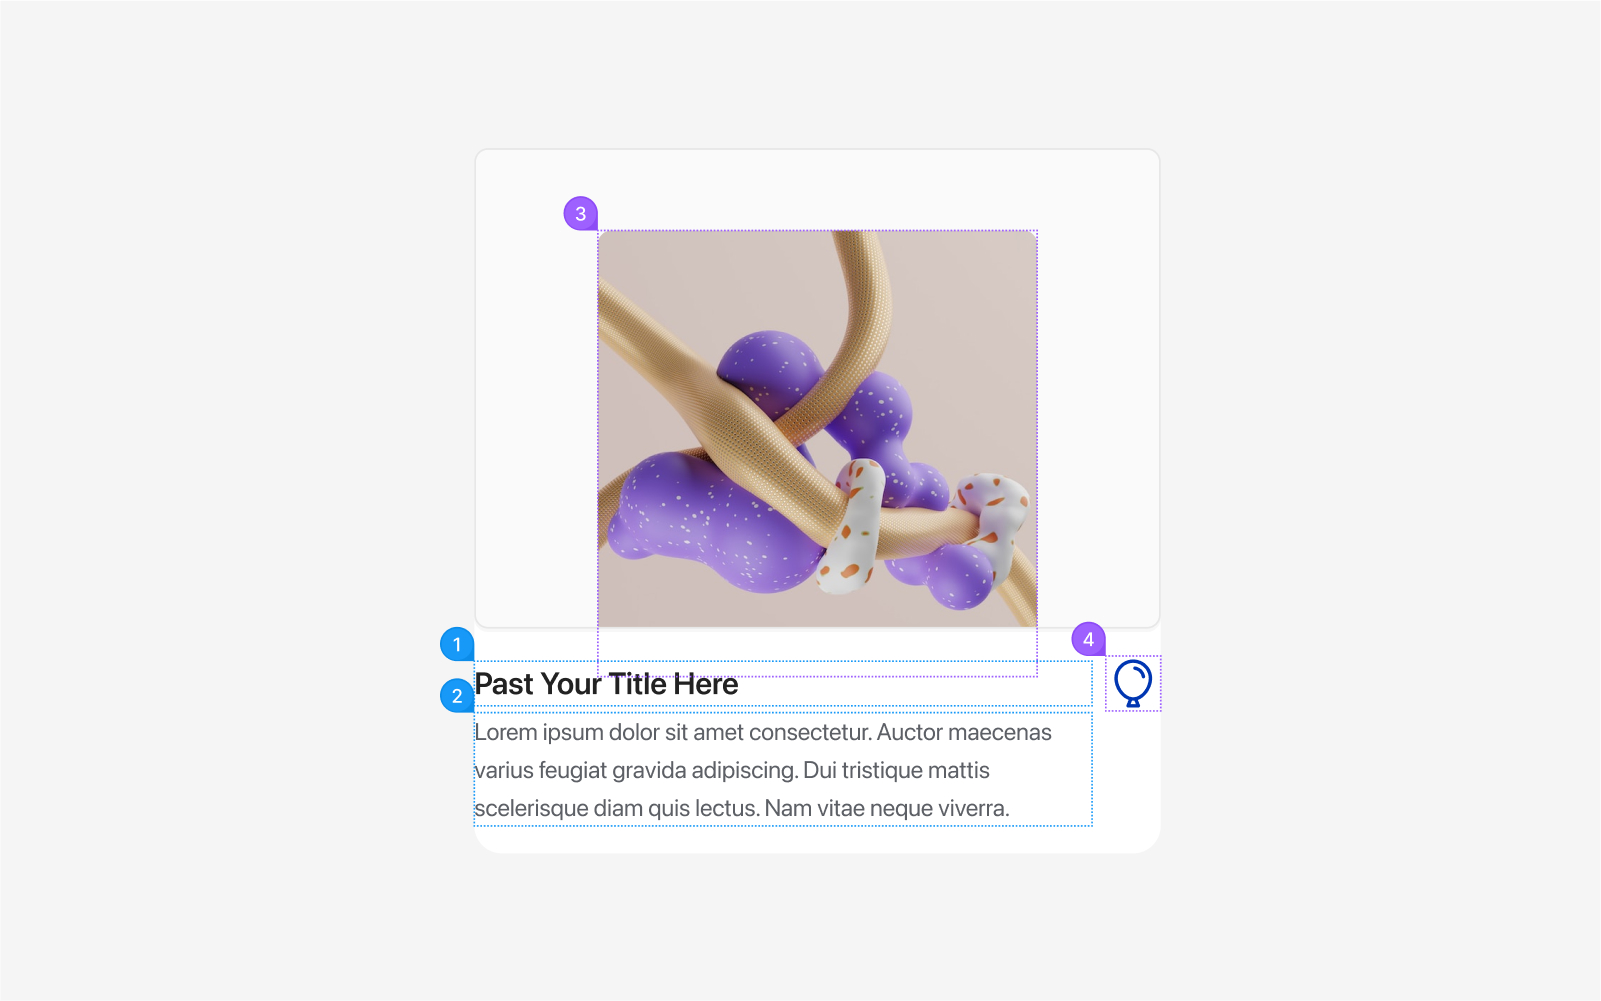 3
1
4
Past Your Title Here
2
Lorem ipsum dolor sit amet consectetur. Auctor maecenas
varius feugiat gravida adipiscing. Dui tristique mattis
scelerisque diam quis lectus. Nam vitae neque viverra.